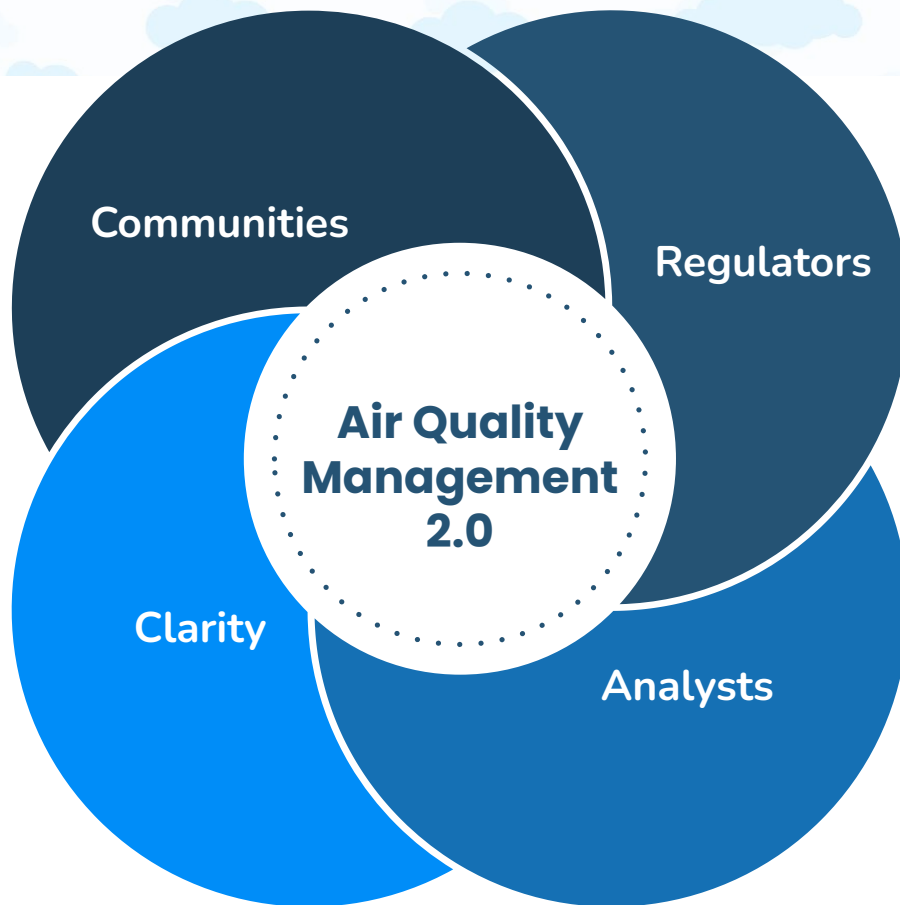 Communities
Regulators
Air Quality
Management
2.0
Clarity
Analysts